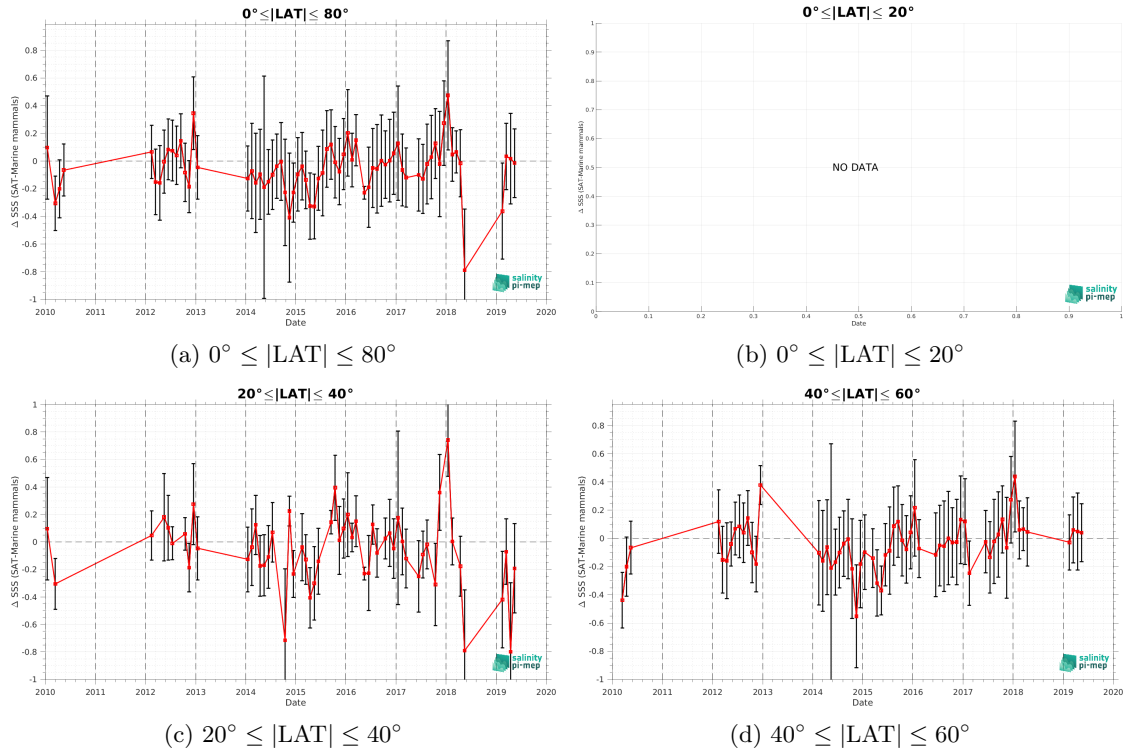 0°≤|LAT|≤ 80°
Δ SSS (SAT-Marine mammals)
0.8
0.6
0.4
0.2
0
-0.2
-0.4
-0.6
-0.8
-1
2010 2011 2012 2013 2014 2015 2016 2017 2018 2019 2020
Date
salinity
pi-mep
(a) 0° ≤ |LAT| ≤ 80°
0°≤|LAT|≤ 20°
Δ SSS (SAT-Marine mammals)
1
0.9
0.8
0.7
0.6
0.5
0.4
0.3
0.2
0.1
0
NO DATA
0 0.1 0.2 0.3 0.4 0.5 0.6 0.7 0.8 0.9 1
Date
salinity
pi-mep
(b) 0° ≤ |LAT| ≤ 20°
20°≤|LAT|≤ 40°
Δ SSS (SAT-Marine mammals)
1
0.8
0.6
0.4
0.2
0
-0.2
-0.4
-0.6
-0.8
-1
2010 2011 2012 2013 2014 2015 2016 2017 2018 2019 2020
Date
salinity
pi-mep
(c) 20° ≤ |LAT| ≤ 40°
40°≤|LAT|≤ 60°
Δ SSS (SAT-Marine mammals)
0.8
0.6
0.4
0.2
0
-0.2
-0.4
-0.6
-0.8
-1
2010 2011 2012 2013 2014 2015 2016 2017 2018 2019 2020
Date
salinity
pi-mep
(d) 40° ≤ |LAT| ≤ 60°